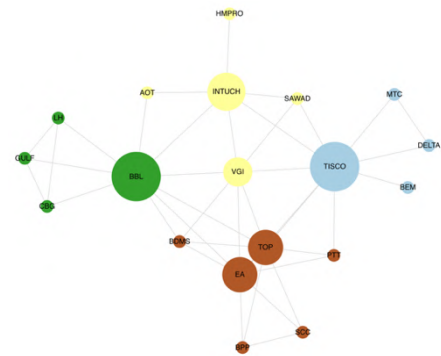 HMPRO
AOT
INTUCH
SAWAD
MTC
LH
DELTA
GULF
BBL
VGI
TISCO
BEM
CBG
BDMS
TOP
PTT
EA
SCC
BPP